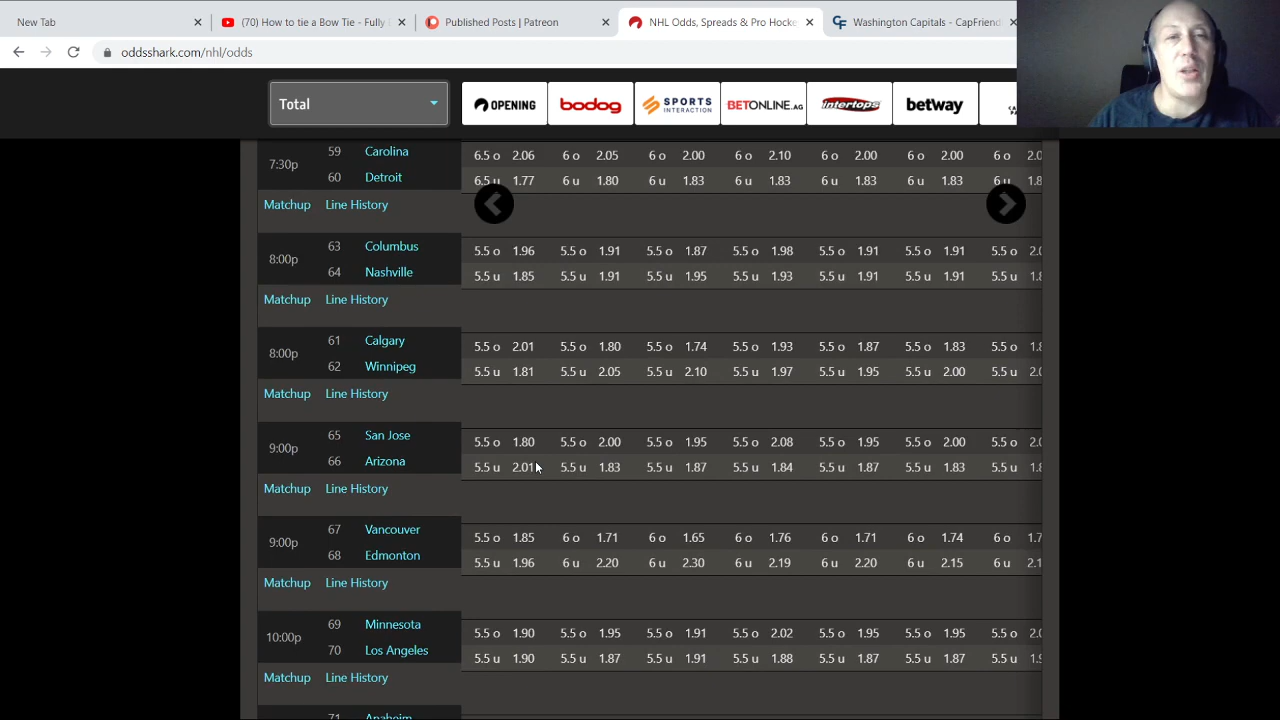 New Tab
(70) How to tie a Bow Tie - Fully E
Published Posts | Patreon
NHL Odds, Spreads & Pro Hocke
Washington Capitals - CapFriend
oddsshark.com/nhl/odds
Total
OPENING bodog SPORTS INTERACTION BETONLINE.AG intertops betway
7:30p
59 Carolina 6.5 o 2.06 6 o 2.05 6 o 2.00 6 o 2.10 6 o 2.00 6 o 2.00 6 o
60 Detroit 6.5 u 1.77 6 u 1.80 6 u 1.83 6 u 1.83 6 u 1.83 6 u 1.83 6 u
Matchup Line History
8:00p
63 Columbus 5.5 o 1.96 5.5 o 1.91 5.5 o 1.87 5.5 o 1.98 5.5 o 1.91 5.5 o 1.91 5.5 o
64 Nashville 5.5 u 1.85 5.5 u 1.91 5.5 u 1.95 5.5 u 1.93 5.5 u 1.91 5.5 u 1.91 5.5 u
Matchup Line History
8:00p
61 Calgary 5.5 o 2.01 5.5 o 1.80 5.5 o 1.74 5.5 o 1.93 5.5 o 1.87 5.5 o 1.83 5.5 o
62 Winnipeg 5.5 u 1.81 5.5 u 2.05 5.5 u 2.10 5.5 u 1.97 5.5 u 1.95 5.5 u 2.00 5.5 u
Matchup Line History
9:00p
65 San Jose 5.5 o 1.80 5.5 o 2.00 5.5 o 1.95 5.5 o 2.08 5.5 o 1.95 5.5 o 2.00 5.5 o
66 Arizona 5.5 u 2.01 5.5 u 1.83 5.5 u 1.87 5.5 u 1.84 5.5 u 1.87 5.5 u 1.83 5.5 u
Matchup Line History
9:00p
67 Vancouver 5.5 o 1.85 6 o 1.71 6 o 1.65 6 o 1.76 6 o 1.71 6 o 1.74 6 o
68 Edmonton 5.5 u 1.96 6 u 2.20 6 u 2.30 6 u 2.19 6 u 2.20 6 u 2.15 6 u
Matchup Line History
10:00p
69 Minnesota 5.5 o 1.90 5.5 o 1.95 5.5 o 1.91 5.5 o 2.02 5.5 o 1.95 5.5 o 1.95 5.5 o
70 Los Angeles 5.5 u 1.90 5.5 u 1.87 5.5 u 1.91 5.5 u 1.88 5.5 u 1.87 5.5 u 1.87 5.5 u
Matchup Line History
71 Anaheim